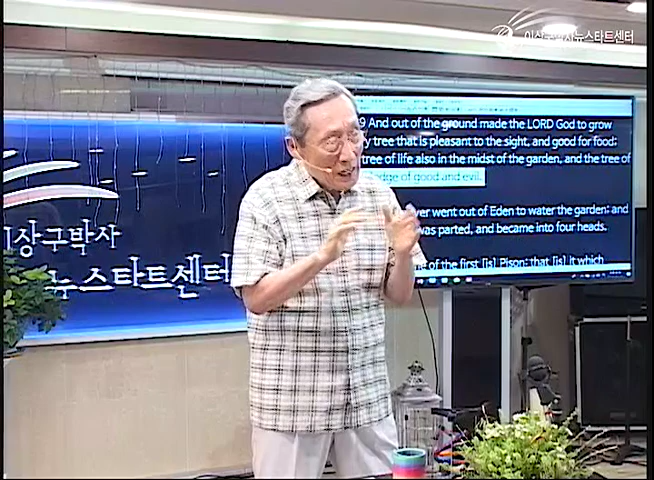 이상구박사뉴스타트센터
9 And out of the ground made the LORD God to grow
y tree that is pleasant to the sight, and good for food;
tree of life also in the midst of the garden, and the tree of
ledge of good and evil.
ver went out of Eden to water the garden; and
was parted, and became into four heads.
ne of the first [is] Pison: that [is] it which
이상구박사
뉴스타트센터